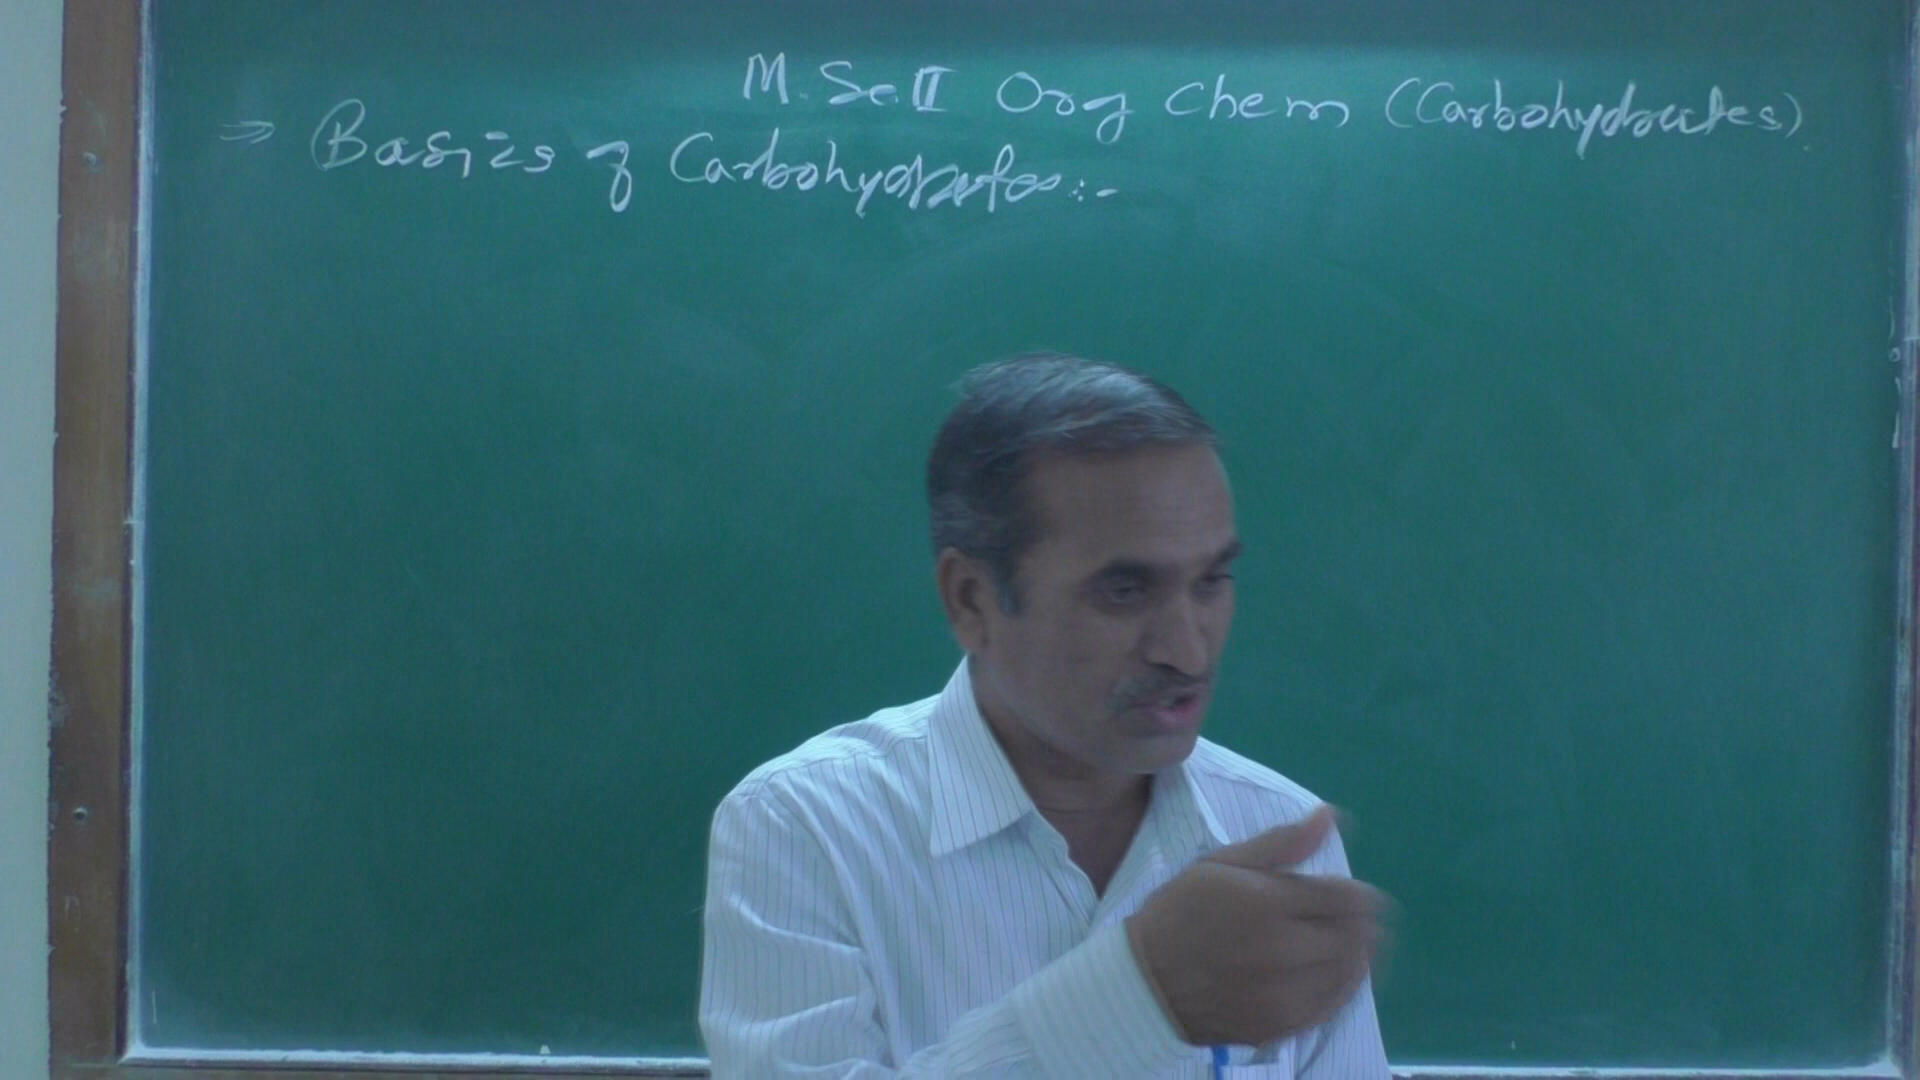 M.Sc.II Org Chem (Carbohydrates)
⇒ Basics of Carbohydrates:-